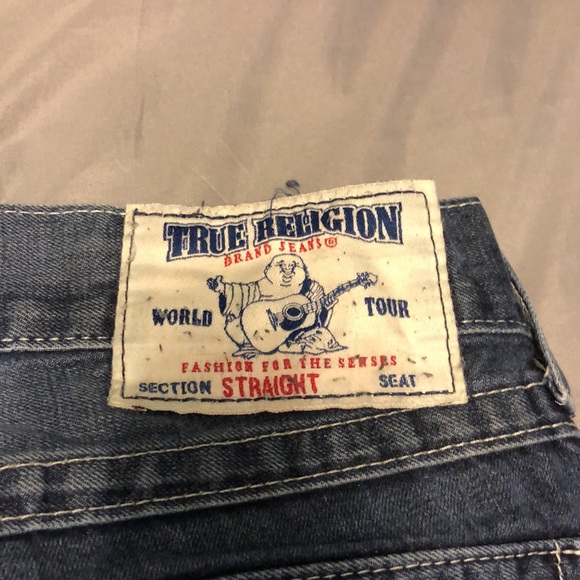 TRUE RELIGION
BRAND JEANS®
WORLD TOUR
FASHION FOR THE SENSES
SECTION STRAIGHT SEAT